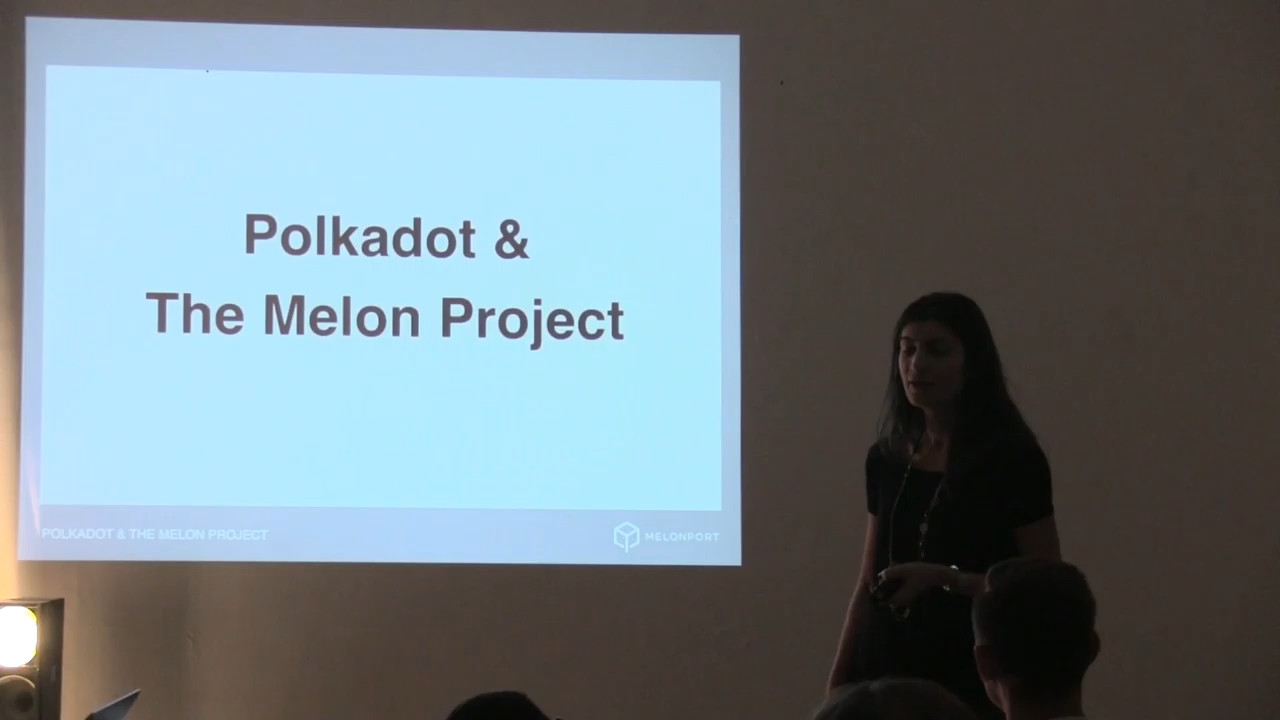 Polkadot &
The Melon Project
POLKADOT & THE MELON PROJECT
MELONPORT